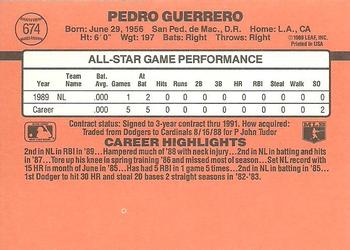 674
PEDRO GUERRERO
Born: June 29, 1956 San Ped. de Mac., D.R. Home: L.A., CA
Ht: 6'0" Wgt: 197 Bats: Right Throws: Right
©1989 LEAF, INC.
Printed in USA
ALL-STAR GAME PERFORMANCE
Year Team/Lg. Bat. Avg. Games At Bat Hits Runs 2B 3B HR RBI Steal Walk SO
1989 NL .000 1 2 0 0 0 0 0 0 0 0 0
Career .000 5 5 0 0 0 0 0 0 0 0 2
Contract status: Signed to 3-year contract thru 1991. How acquired:
Traded from Dodgers to Cardinals 8/16/88 for P John Tudor
CAREER HIGHLIGHTS
2nd in NL in RBI in '89... Hampered much of '88 with neck injury... 2nd in NL in batting and hits
in '87... Tore up his knee in spring training '86 and missed most of season... Set NL record with
15 HR in month of June in '85... Has had 5 RBI in 1 game 5 times... 2nd in NL in batting in '85...
1st Dodger to hit 30 HR and steal 20 bases 2 straight seasons in '82-'83.